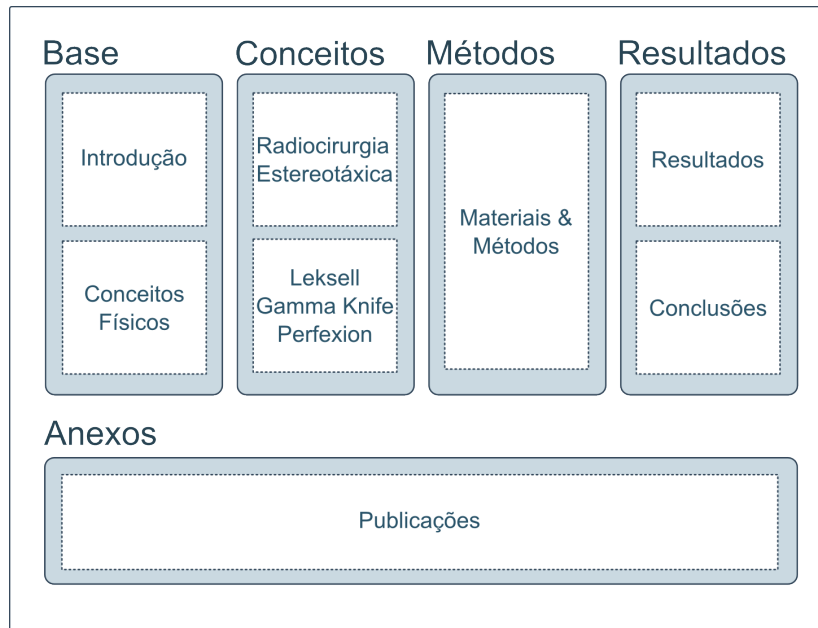 Base
Introdução
Conceitos
Físicos
Conceitos
Radiocirurgia
Estereotáxica
Leksell
Gamma Knife
Perfexion
Métodos
Materiais &
Métodos
Resultados
Resultados
Conclusões
Anexos
Publicações